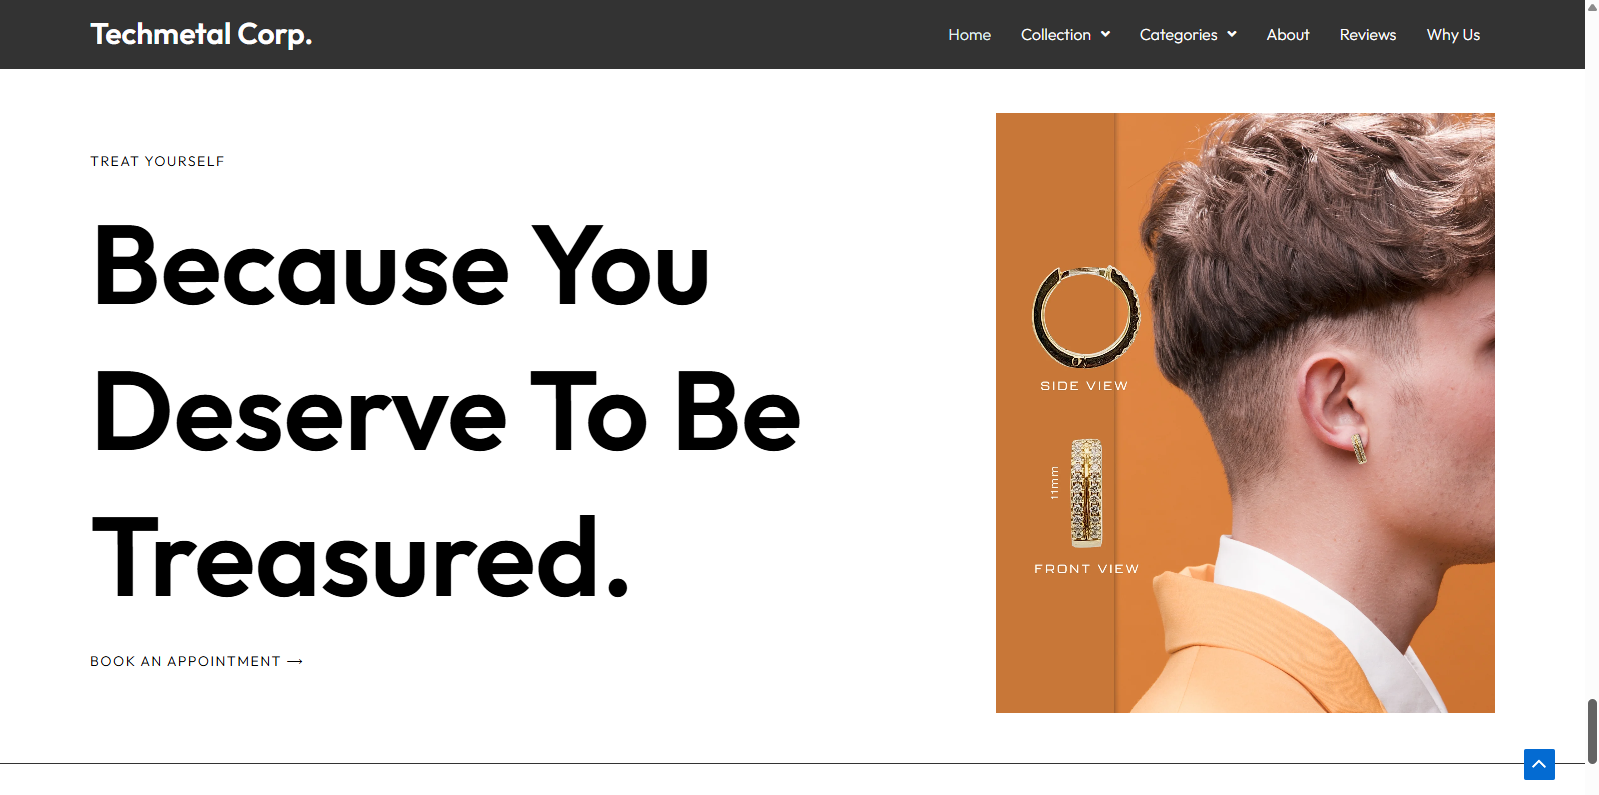 Techmetal Corp.
Home Collection Categories About Reviews Why Us
TREAT YOURSELF
Because You
Deserve To Be
Treasured.
BOOK AN APPOINTMENT →
SIDE VIEW
11mm
FRONT VIEW